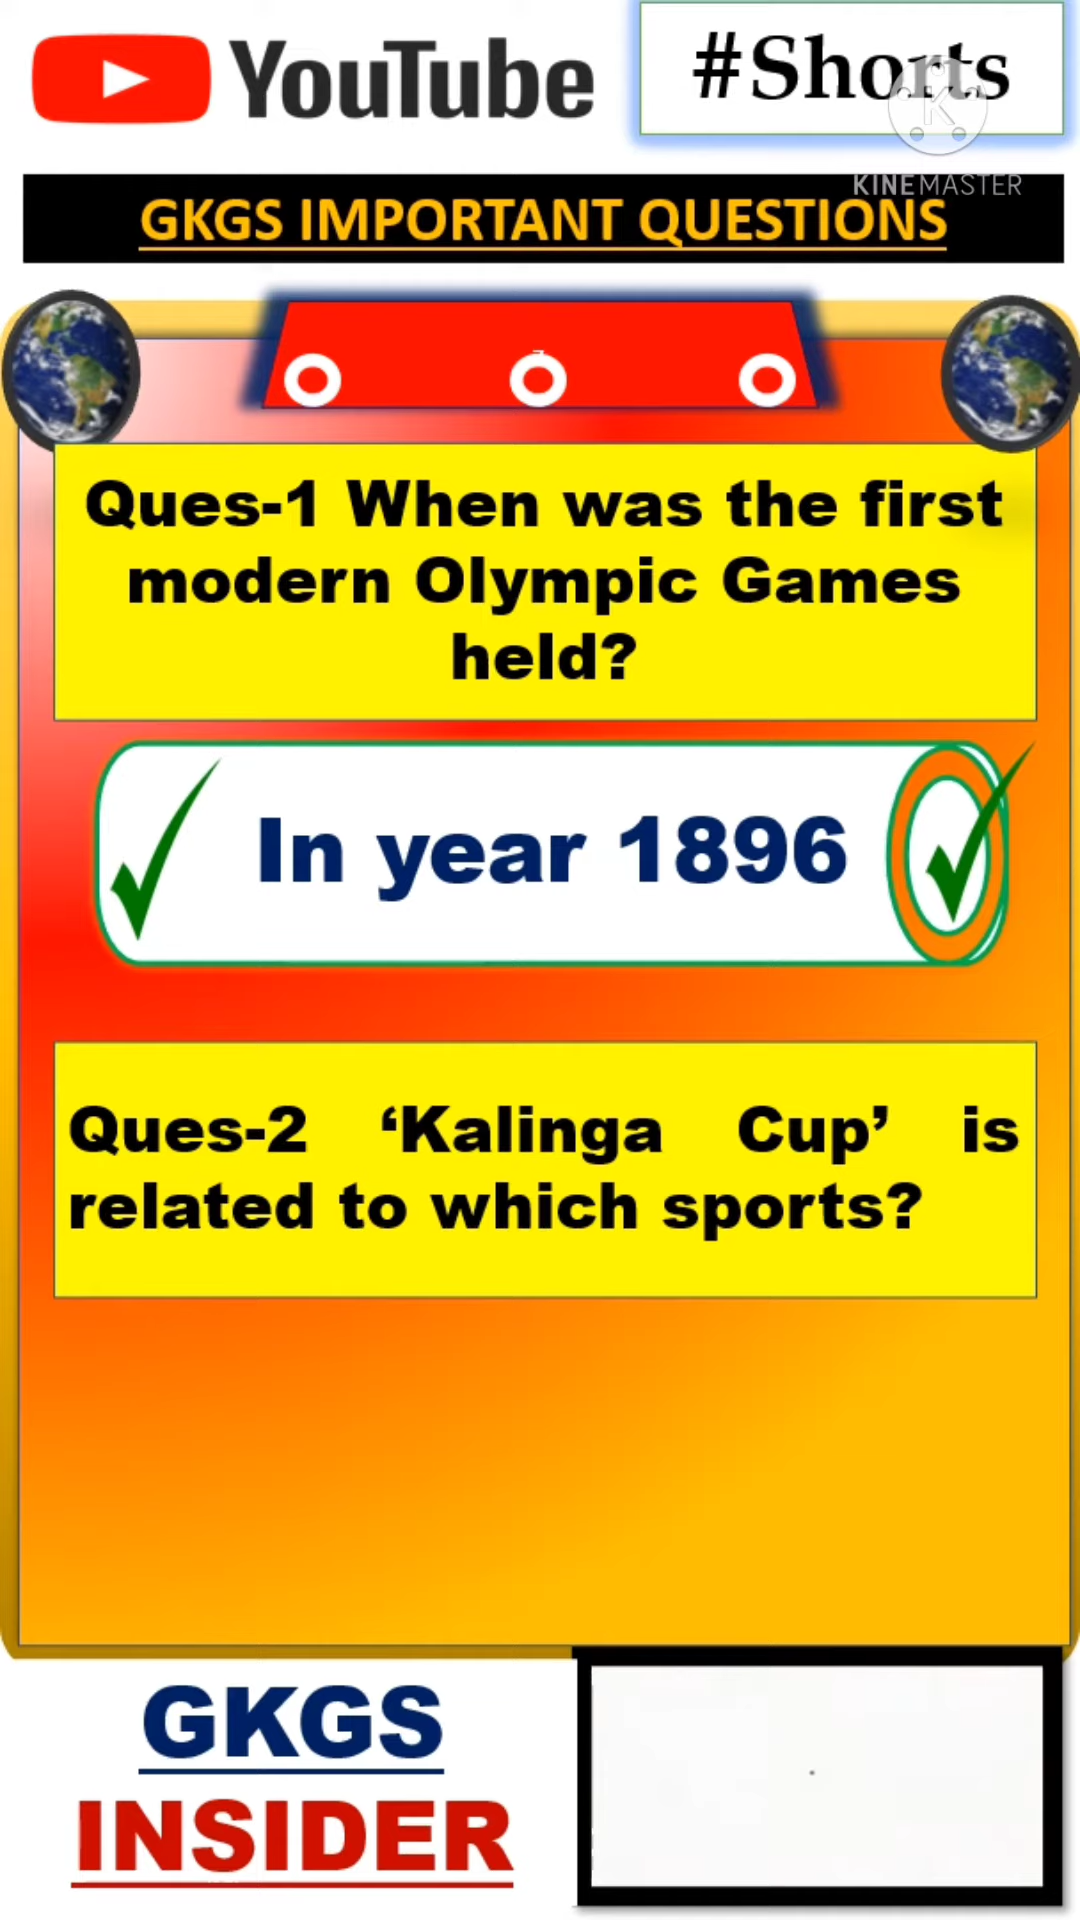 YouTube
#Shorts
KINEMASTER
GKGS IMPORTANT QUESTIONS
Ques-1 When was the first
modern Olympic Games
held?
In year 1896
Ques-2 ‘Kalinga Cup’ is
related to which sports?
GKGS
INSIDER